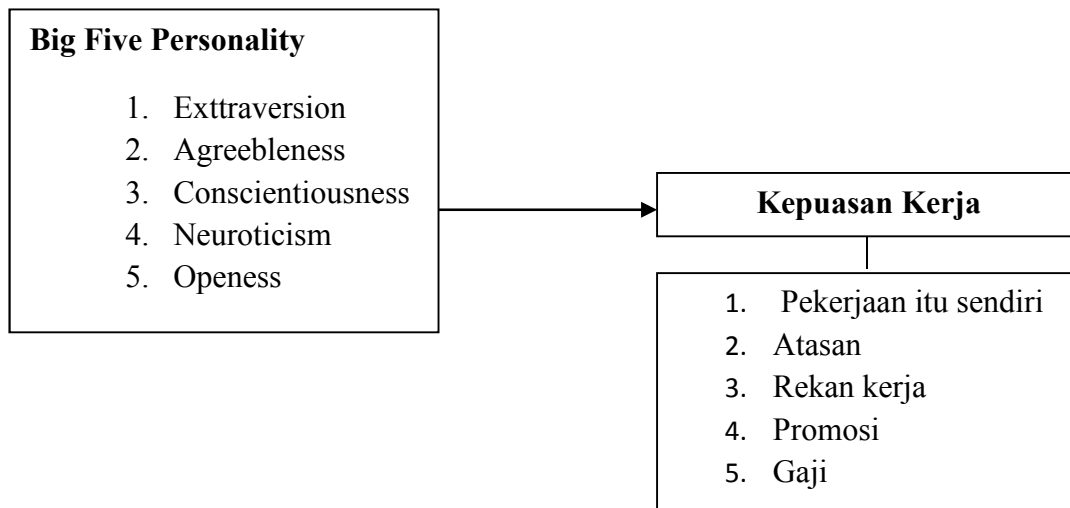 Big Five Personality
1. Exttraversion
2. Agreebleness
3. Conscientiousness
4. Neuroticism
5. Openess
Kepuasan Kerja
1. Pekerjaan itu sendiri
2. Atasan
3. Rekan kerja
4. Promosi
5. Gaji